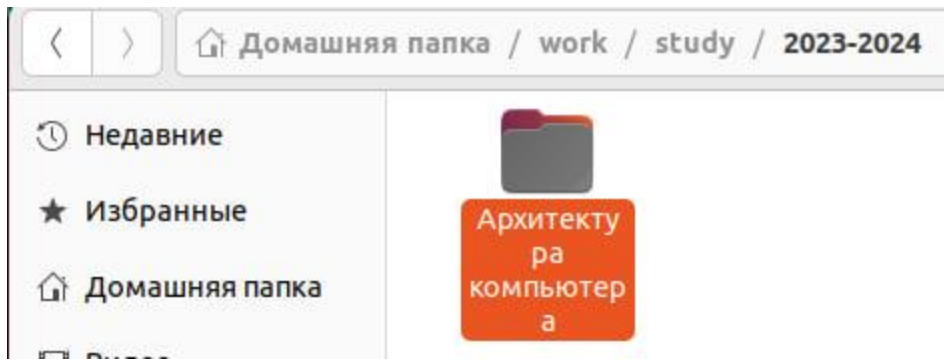 Домашняя папка / work / study / 2023-2024
Недавние
Избранные
Домашняя папка
Архитекту
ра
компьютер
а